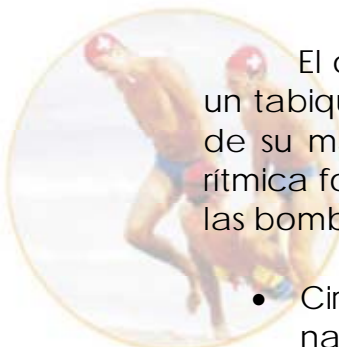 El
un tabiqu
de su m
rítmica fo
las bomb
• Cir
na